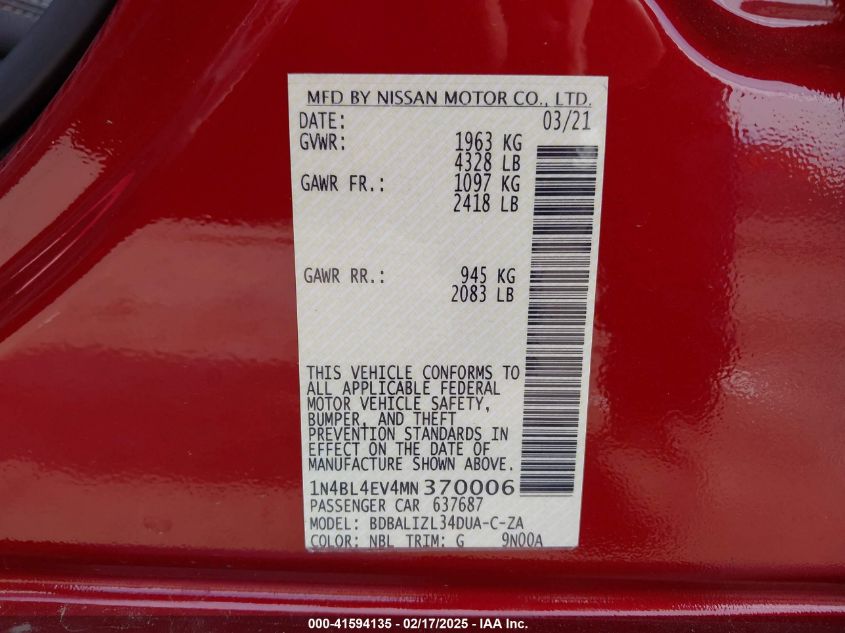 MFD BY NISSAN MOTOR CO., LTD.
DATE: 03/21
GVWR: 1963 KG
4328 LB
GAWR FR.: 1097 KG
2418 LB
GAWR RR.: 945 KG
2083 LB
THIS VEHICLE CONFORMS TO
ALL APPLICABLE FEDERAL
MOTOR VEHICLE SAFETY,
BUMPER, AND THEFT
PREVENTION STANDARDS IN
EFFECT ON THE DATE OF
MANUFACTURE SHOWN ABOVE.
1N4BL4EV4MN370006
PASSENGER CAR 637687
MODEL: BDBALIZL34DUA-C-ZA
COLOR: NBL TRIM: G 9N00A
000-41594135 - 02/17/2025 - IAA Inc.